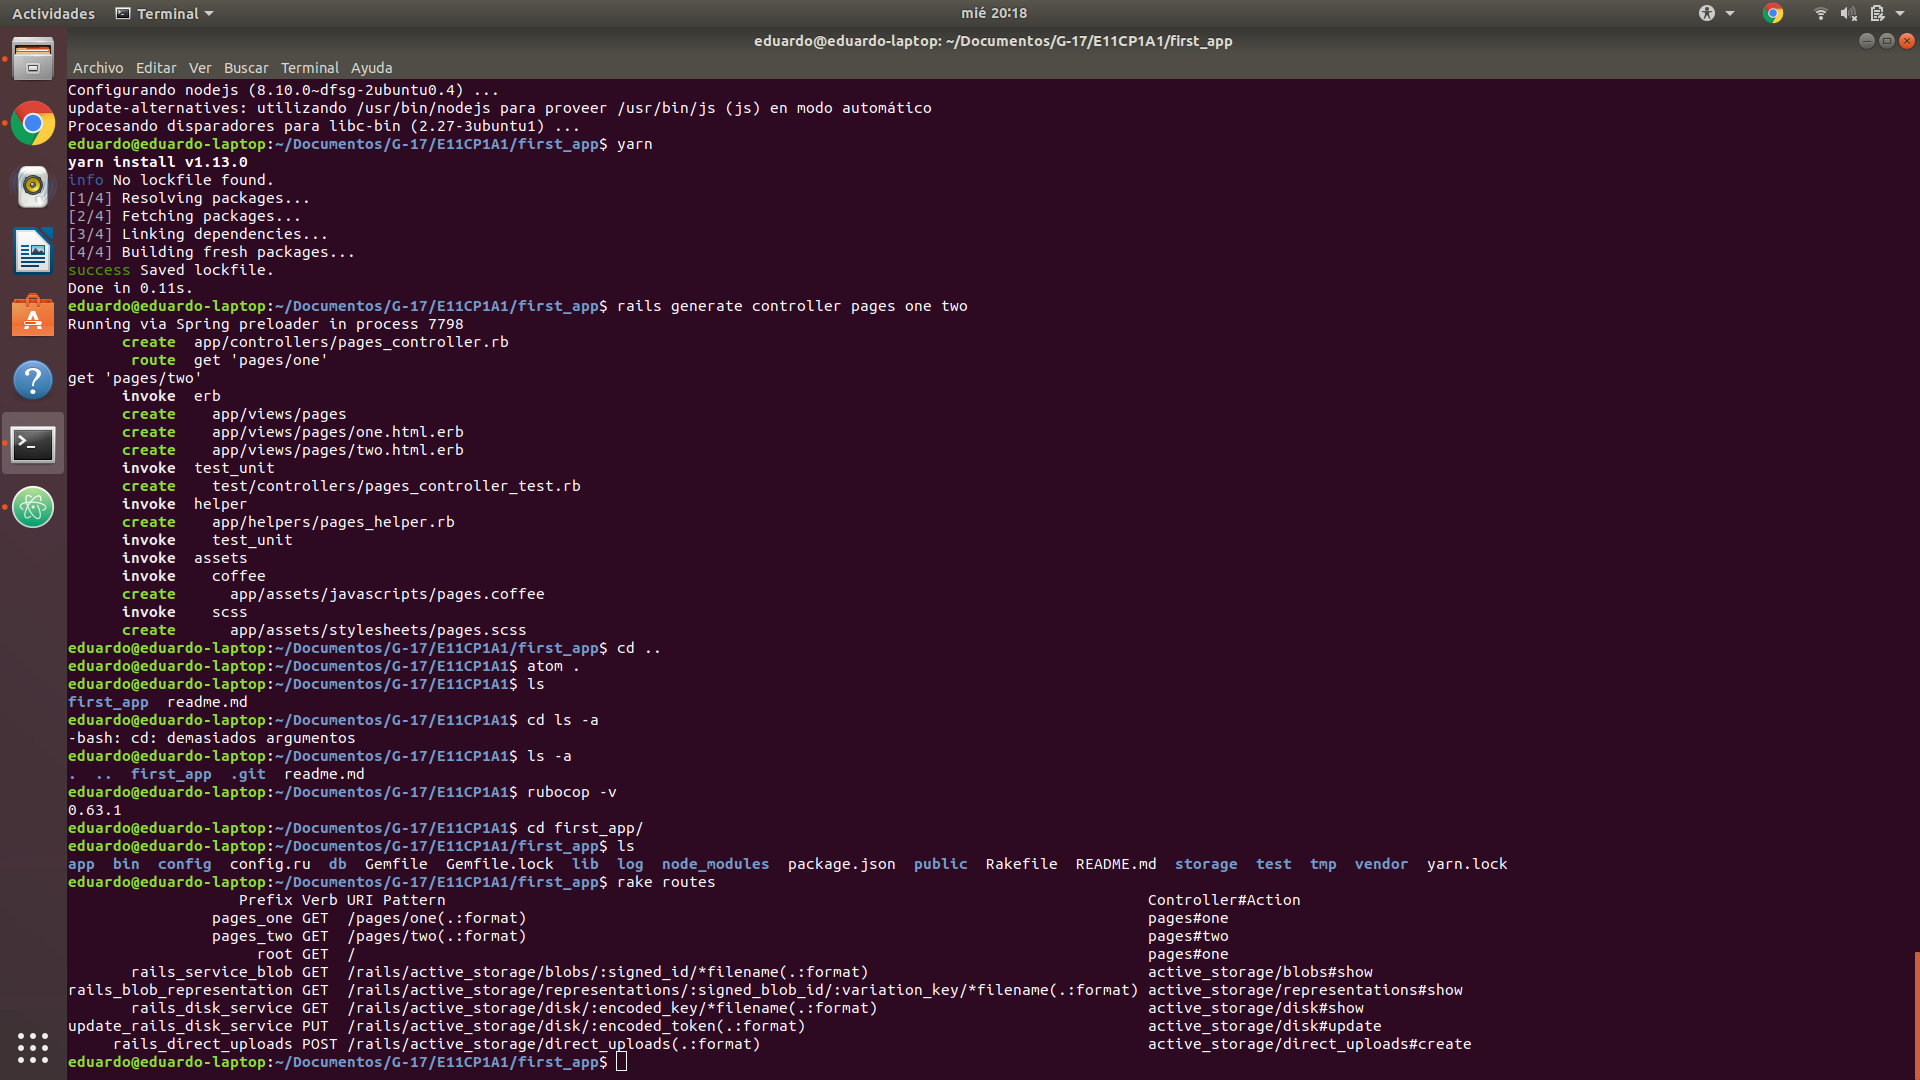 Actividades Terminal mié 20:18
eduardo@eduardo-laptop: ~/Documentos/G-17/E11CP1A1/first_app
Archivo Editar Ver Buscar Terminal Ayuda
Configurando nodejs (8.10.0~dfsg-2ubuntu0.4) ...
update-alternatives: utilizando /usr/bin/nodejs para proveer /usr/bin/js (js) en modo automático
Procesando disparadores para libc-bin (2.27-3ubuntu1) ...
eduardo@eduardo-laptop:~/Documentos/G-17/E11CP1A1/first_app$ yarn
yarn install v1.13.0
info No lockfile found.
[1/4] Resolving packages...
[2/4] Fetching packages...
[3/4] Linking dependencies...
[4/4] Building fresh packages...
success Saved lockfile.
Done in 0.11s.
eduardo@eduardo-laptop:~/Documentos/G-17/E11CP1A1/first_app$ rails generate controller pages one two
Running via Spring preloader in process 7798
create app/controllers/pages_controller.rb
route get 'pages/one'
get 'pages/two'
invoke erb
create app/views/pages
create app/views/pages/one.html.erb
create app/views/pages/two.html.erb
invoke test_unit
create test/controllers/pages_controller_test.rb
invoke helper
create app/helpers/pages_helper.rb
invoke test_unit
invoke assets
invoke coffee
create app/assets/javascripts/pages.coffee
invoke scss
create app/assets/stylesheets/pages.scss
eduardo@eduardo-laptop:~/Documentos/G-17/E11CP1A1/first_app$ cd ..
eduardo@eduardo-laptop:~/Documentos/G-17/E11CP1A1$ atom .
eduardo@eduardo-laptop:~/Documentos/G-17/E11CP1A1$ ls
first_app readme.md
eduardo@eduardo-laptop:~/Documentos/G-17/E11CP1A1$ cd ls -a
-bash: cd: demasiados argumentos
eduardo@eduardo-laptop:~/Documentos/G-17/E11CP1A1$ ls -a
. .. first_app .git readme.md
eduardo@eduardo-laptop:~/Documentos/G-17/E11CP1A1$ rubocop -v
0.63.1
eduardo@eduardo-laptop:~/Documentos/G-17/E11CP1A1$ cd first_app/
eduardo@eduardo-laptop:~/Documentos/G-17/E11CP1A1/first_app$ ls
app bin config config.ru db Gemfile Gemfile.lock lib log node_modules package.json public Rakefile README.md storage test tmp vendor yarn.lock
eduardo@eduardo-laptop:~/Documentos/G-17/E11CP1A1/first_app$ rake routes
Prefix Verb URI Pattern Controller#Action
pages_one GET /pages/one(.:format) pages#one
pages_two GET /pages/two(.:format) pages#two
root GET / pages#one
rails_service_blob GET /rails/active_storage/blobs/:signed_id/*filename(.:format) active_storage/blobs#show
rails_blob_representation GET /rails/active_storage/representations/:signed_blob_id/:variation_key/*filename(.:format) active_storage/representations#show
rails_disk_service GET /rails/active_storage/disk/:encoded_key/*filename(.:format) active_storage/disk#show
update_rails_disk_service PUT /rails/active_storage/disk/:encoded_token(.:format) active_storage/disk#update
rails_direct_uploads POST /rails/active_storage/direct_uploads(.:format) active_storage/direct_uploads#create
eduardo@eduardo-laptop:~/Documentos/G-17/E11CP1A1/first_app$